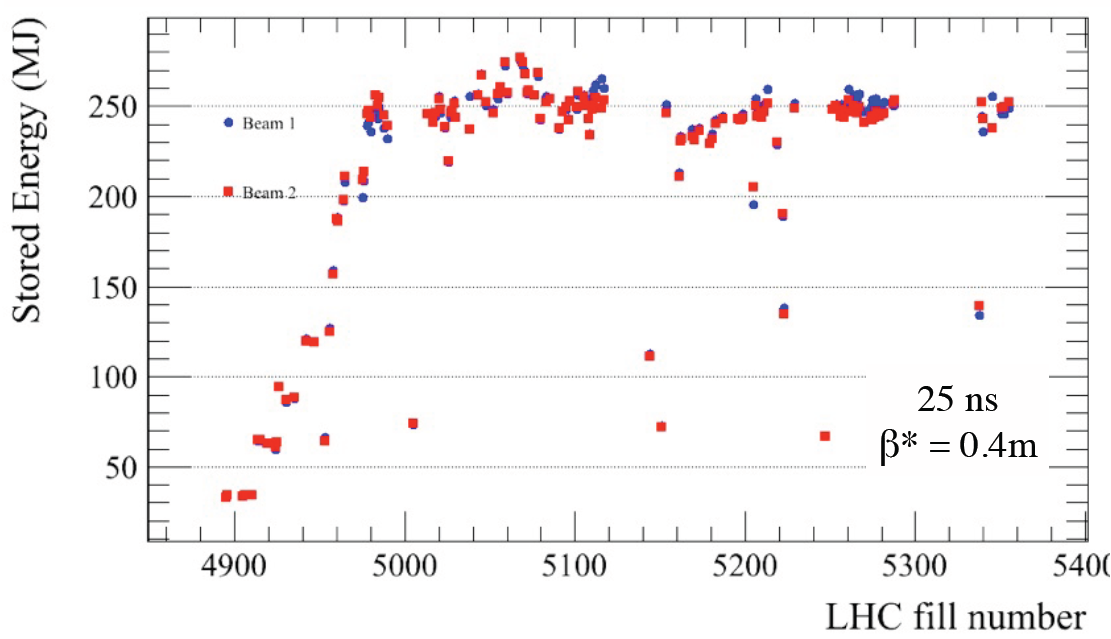 Stored Energy (MJ)
250
200
150
100
50
Beam 1
Beam 2
25 ns
β* = 0.4m
4900
5000
5100
5200
5300
5400
LHC fill number